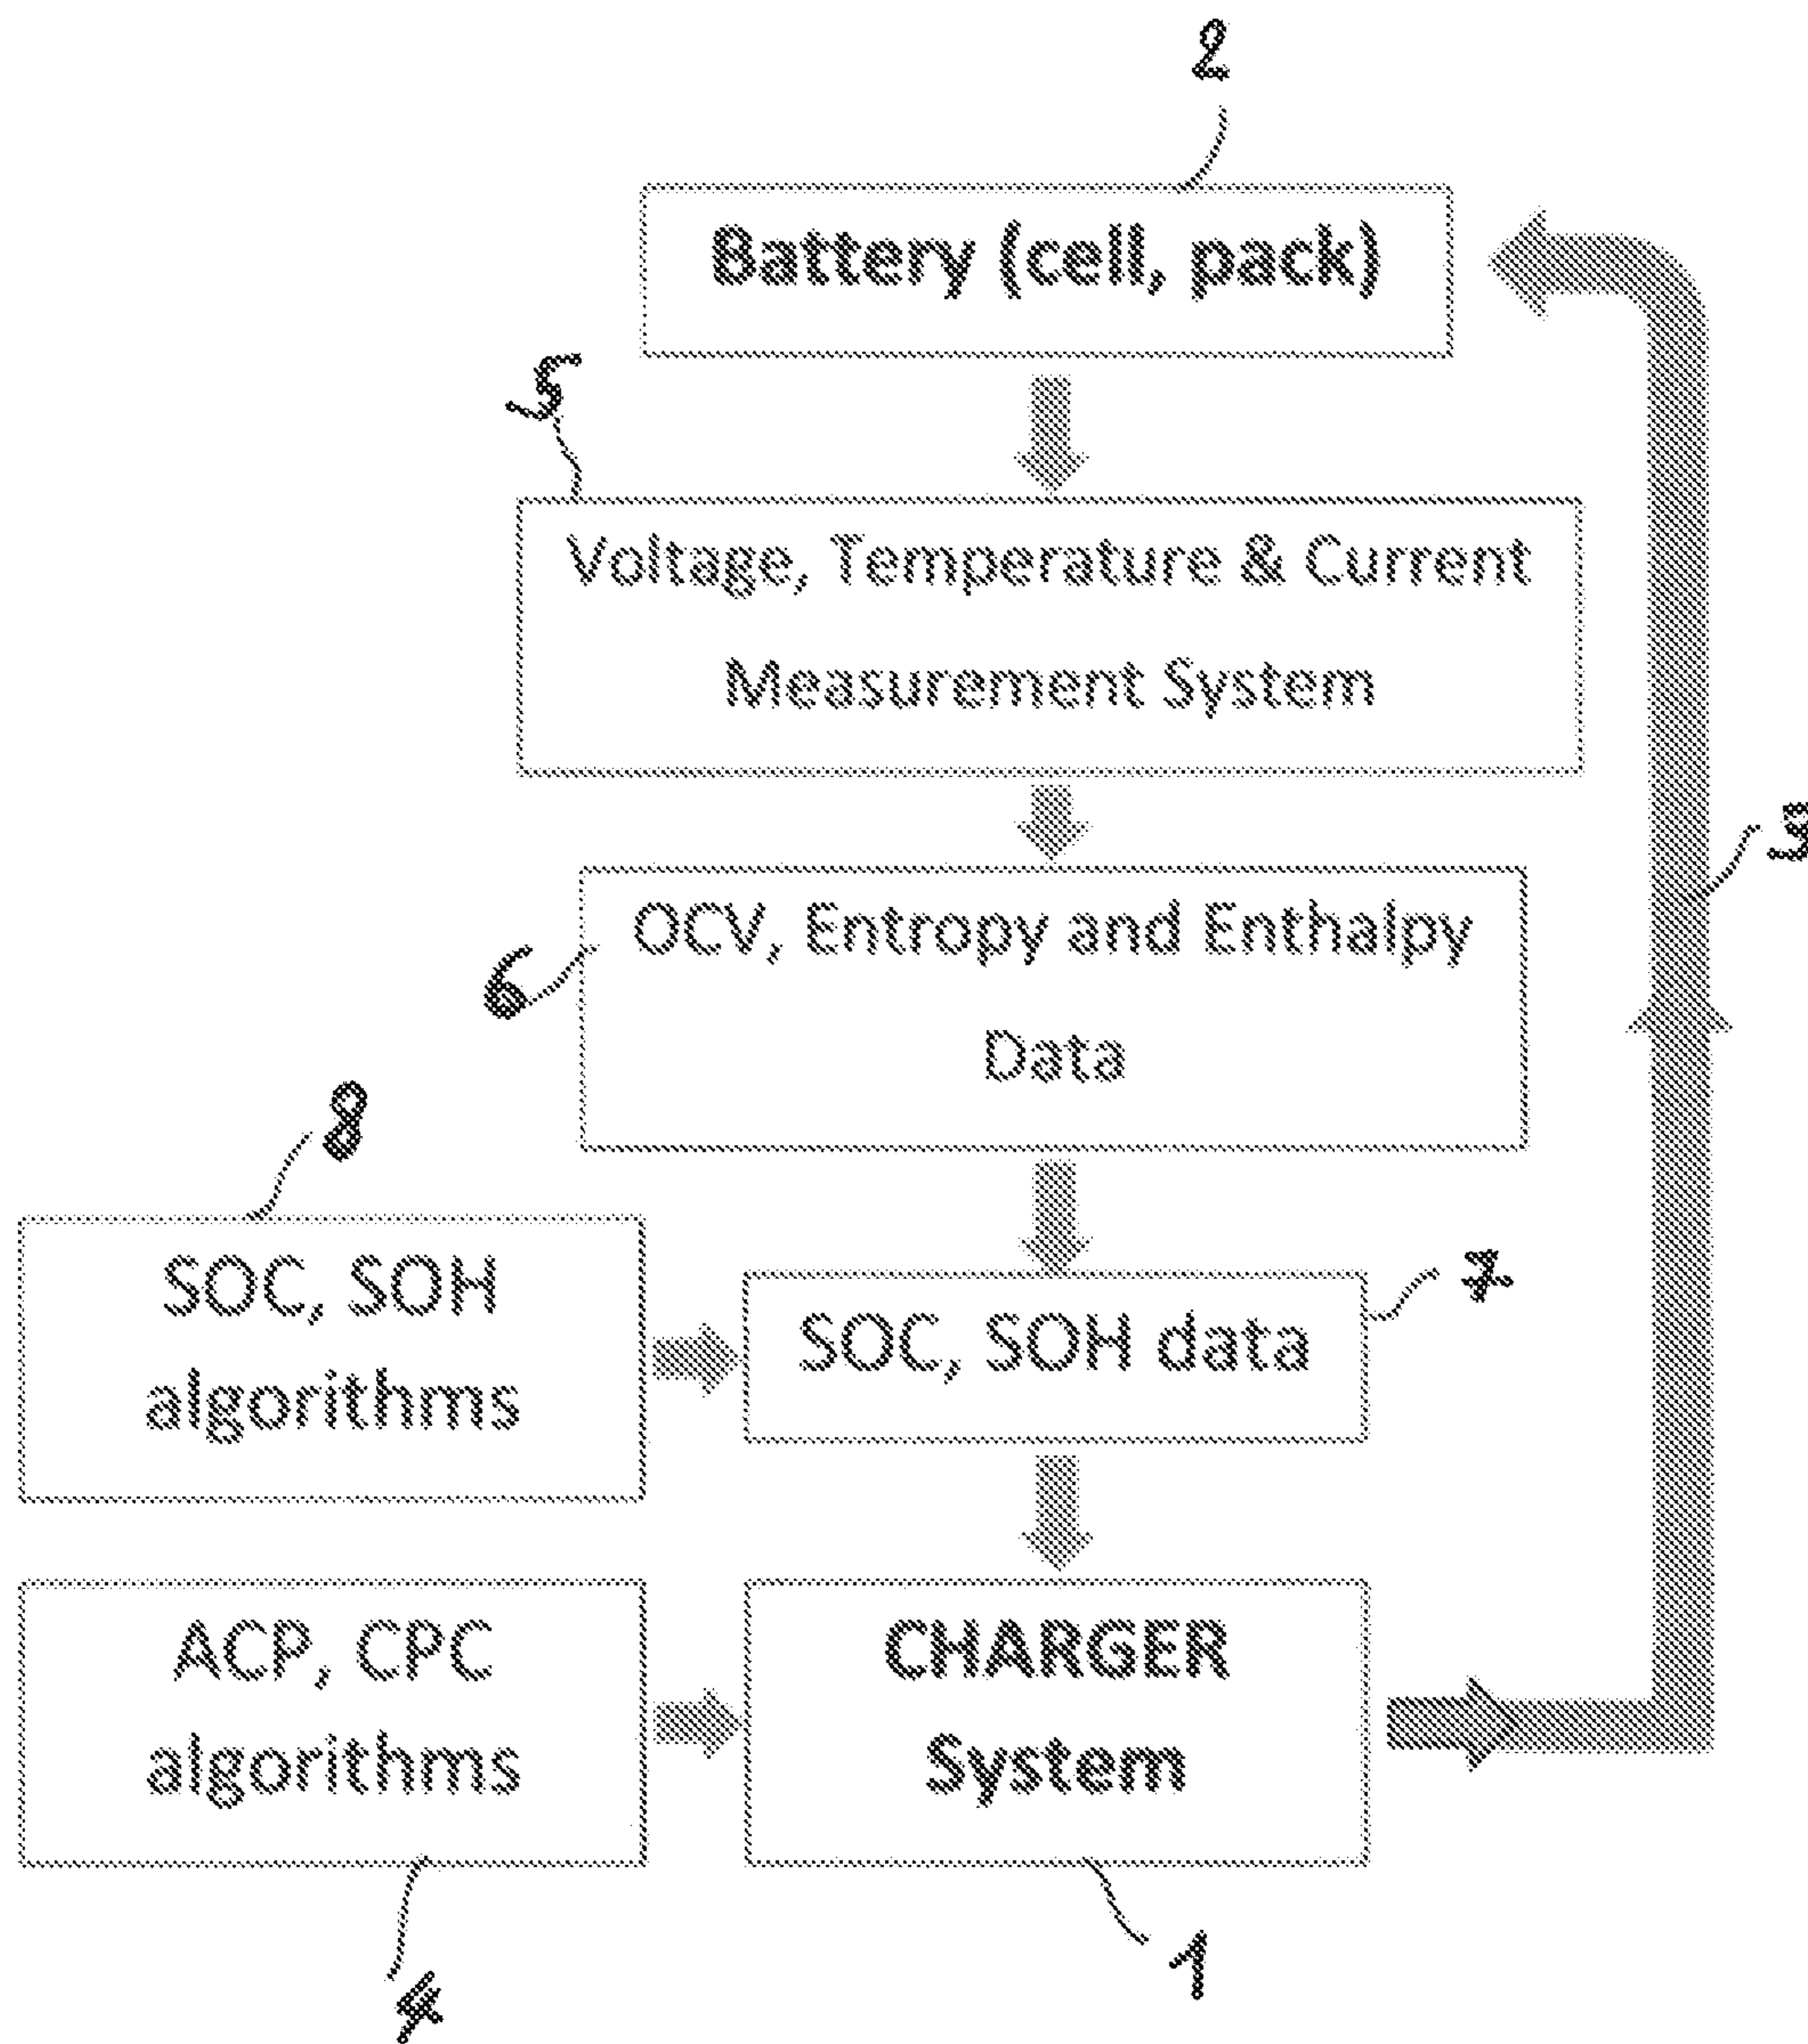 2
Battery (cell, pack)
5
Voltage, Temperature & Current
Measurement System
3
OCV, Entropy and Enthalpy
6
Data
8
SOC, SOH
algorithms
7
SOC, SOH data
ACP, CPC
algorithms
CHARGER
System
1
4